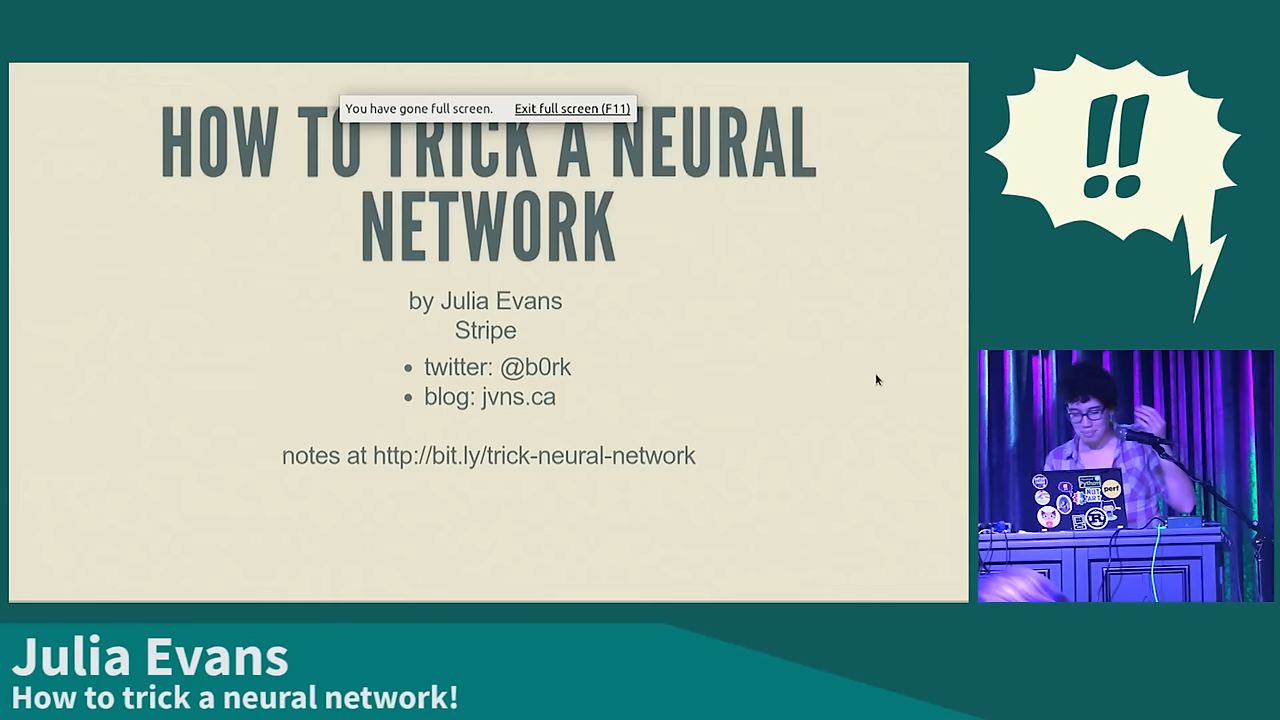 You have gone full screen. Exit full screen (F11)
HOW TO TRICK A NEURAL
NETWORK
by Julia Evans
Stripe
• twitter: @b0rk
• blog: jvns.ca
notes at http://bit.ly/trick-neural-network
!!
Python
perf
Julia Evans
How to trick a neural network!